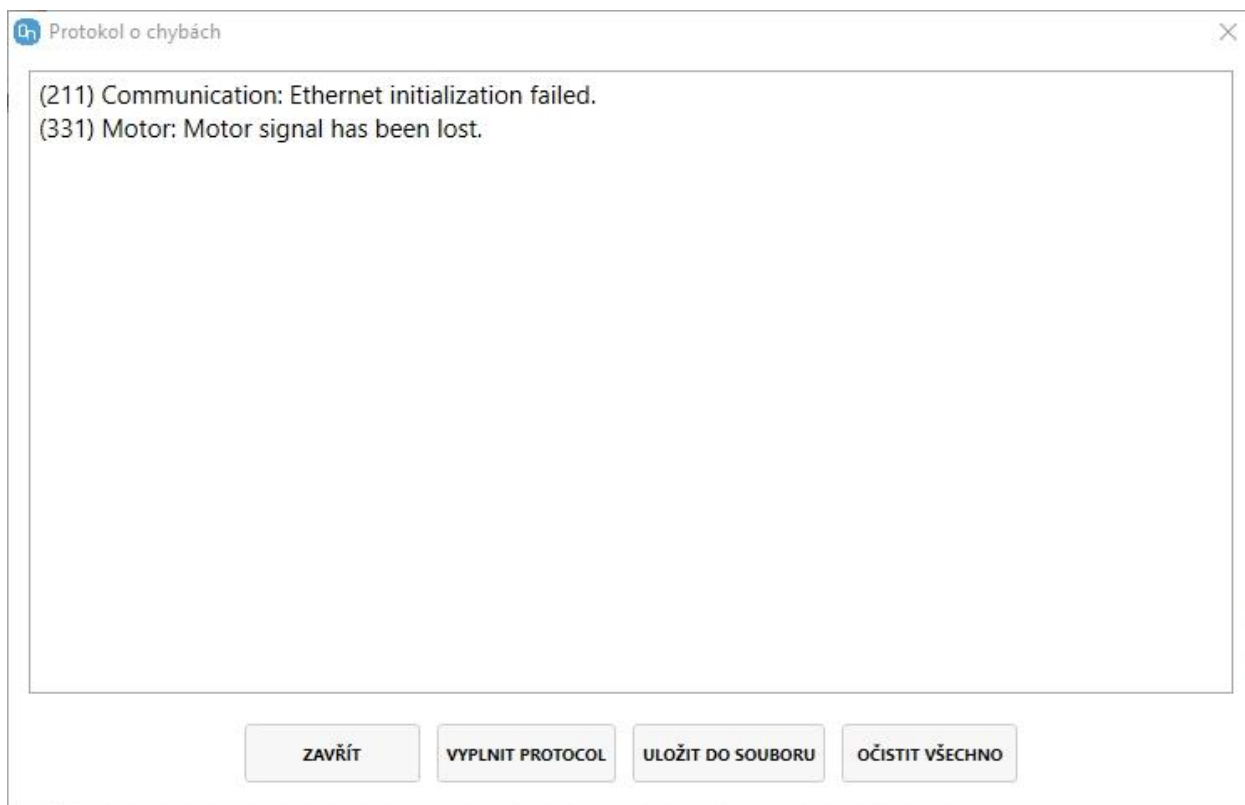 Protokol o chybách
(211) Communication: Ethernet initialization failed.
(331) Motor: Motor signal has been lost.
ZAVŘÍT
VYPLNIT PROTOCOL
ULOŽIT DO SOUBORU
OČISTIT VŠECHNO